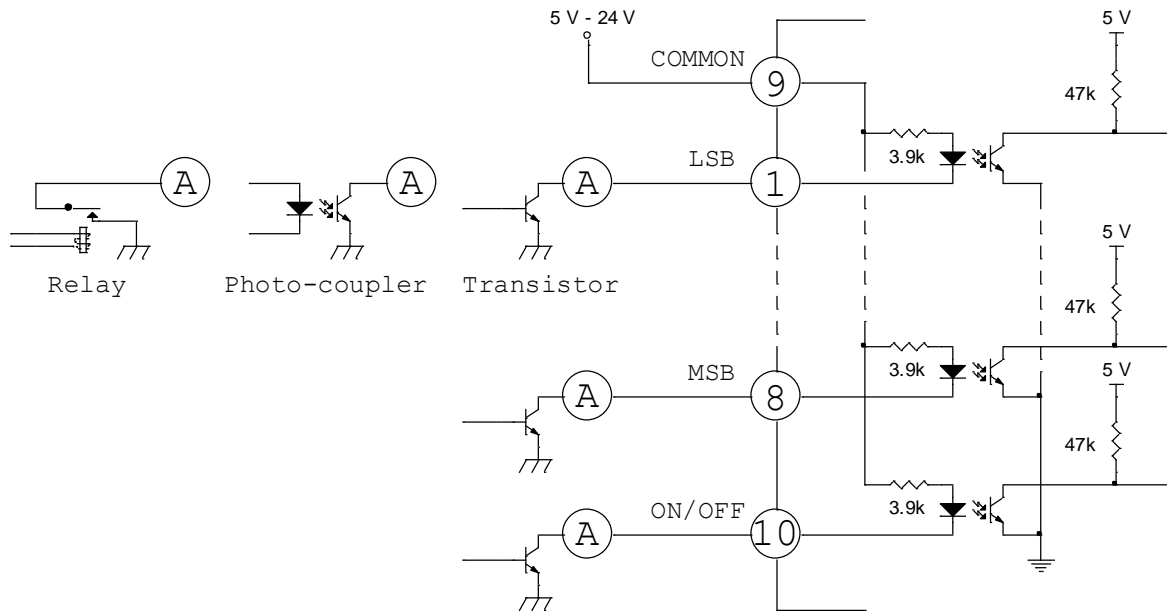 5 V - 24 V
5 V
COMMON
9
47k
LSB
3.9k
A
A
A
1
5 V
Relay
Photo-coupler
Transistor
47k
MSB
3.9k
5 V
A
8
47k
ON/OFF
3.9k
A
10